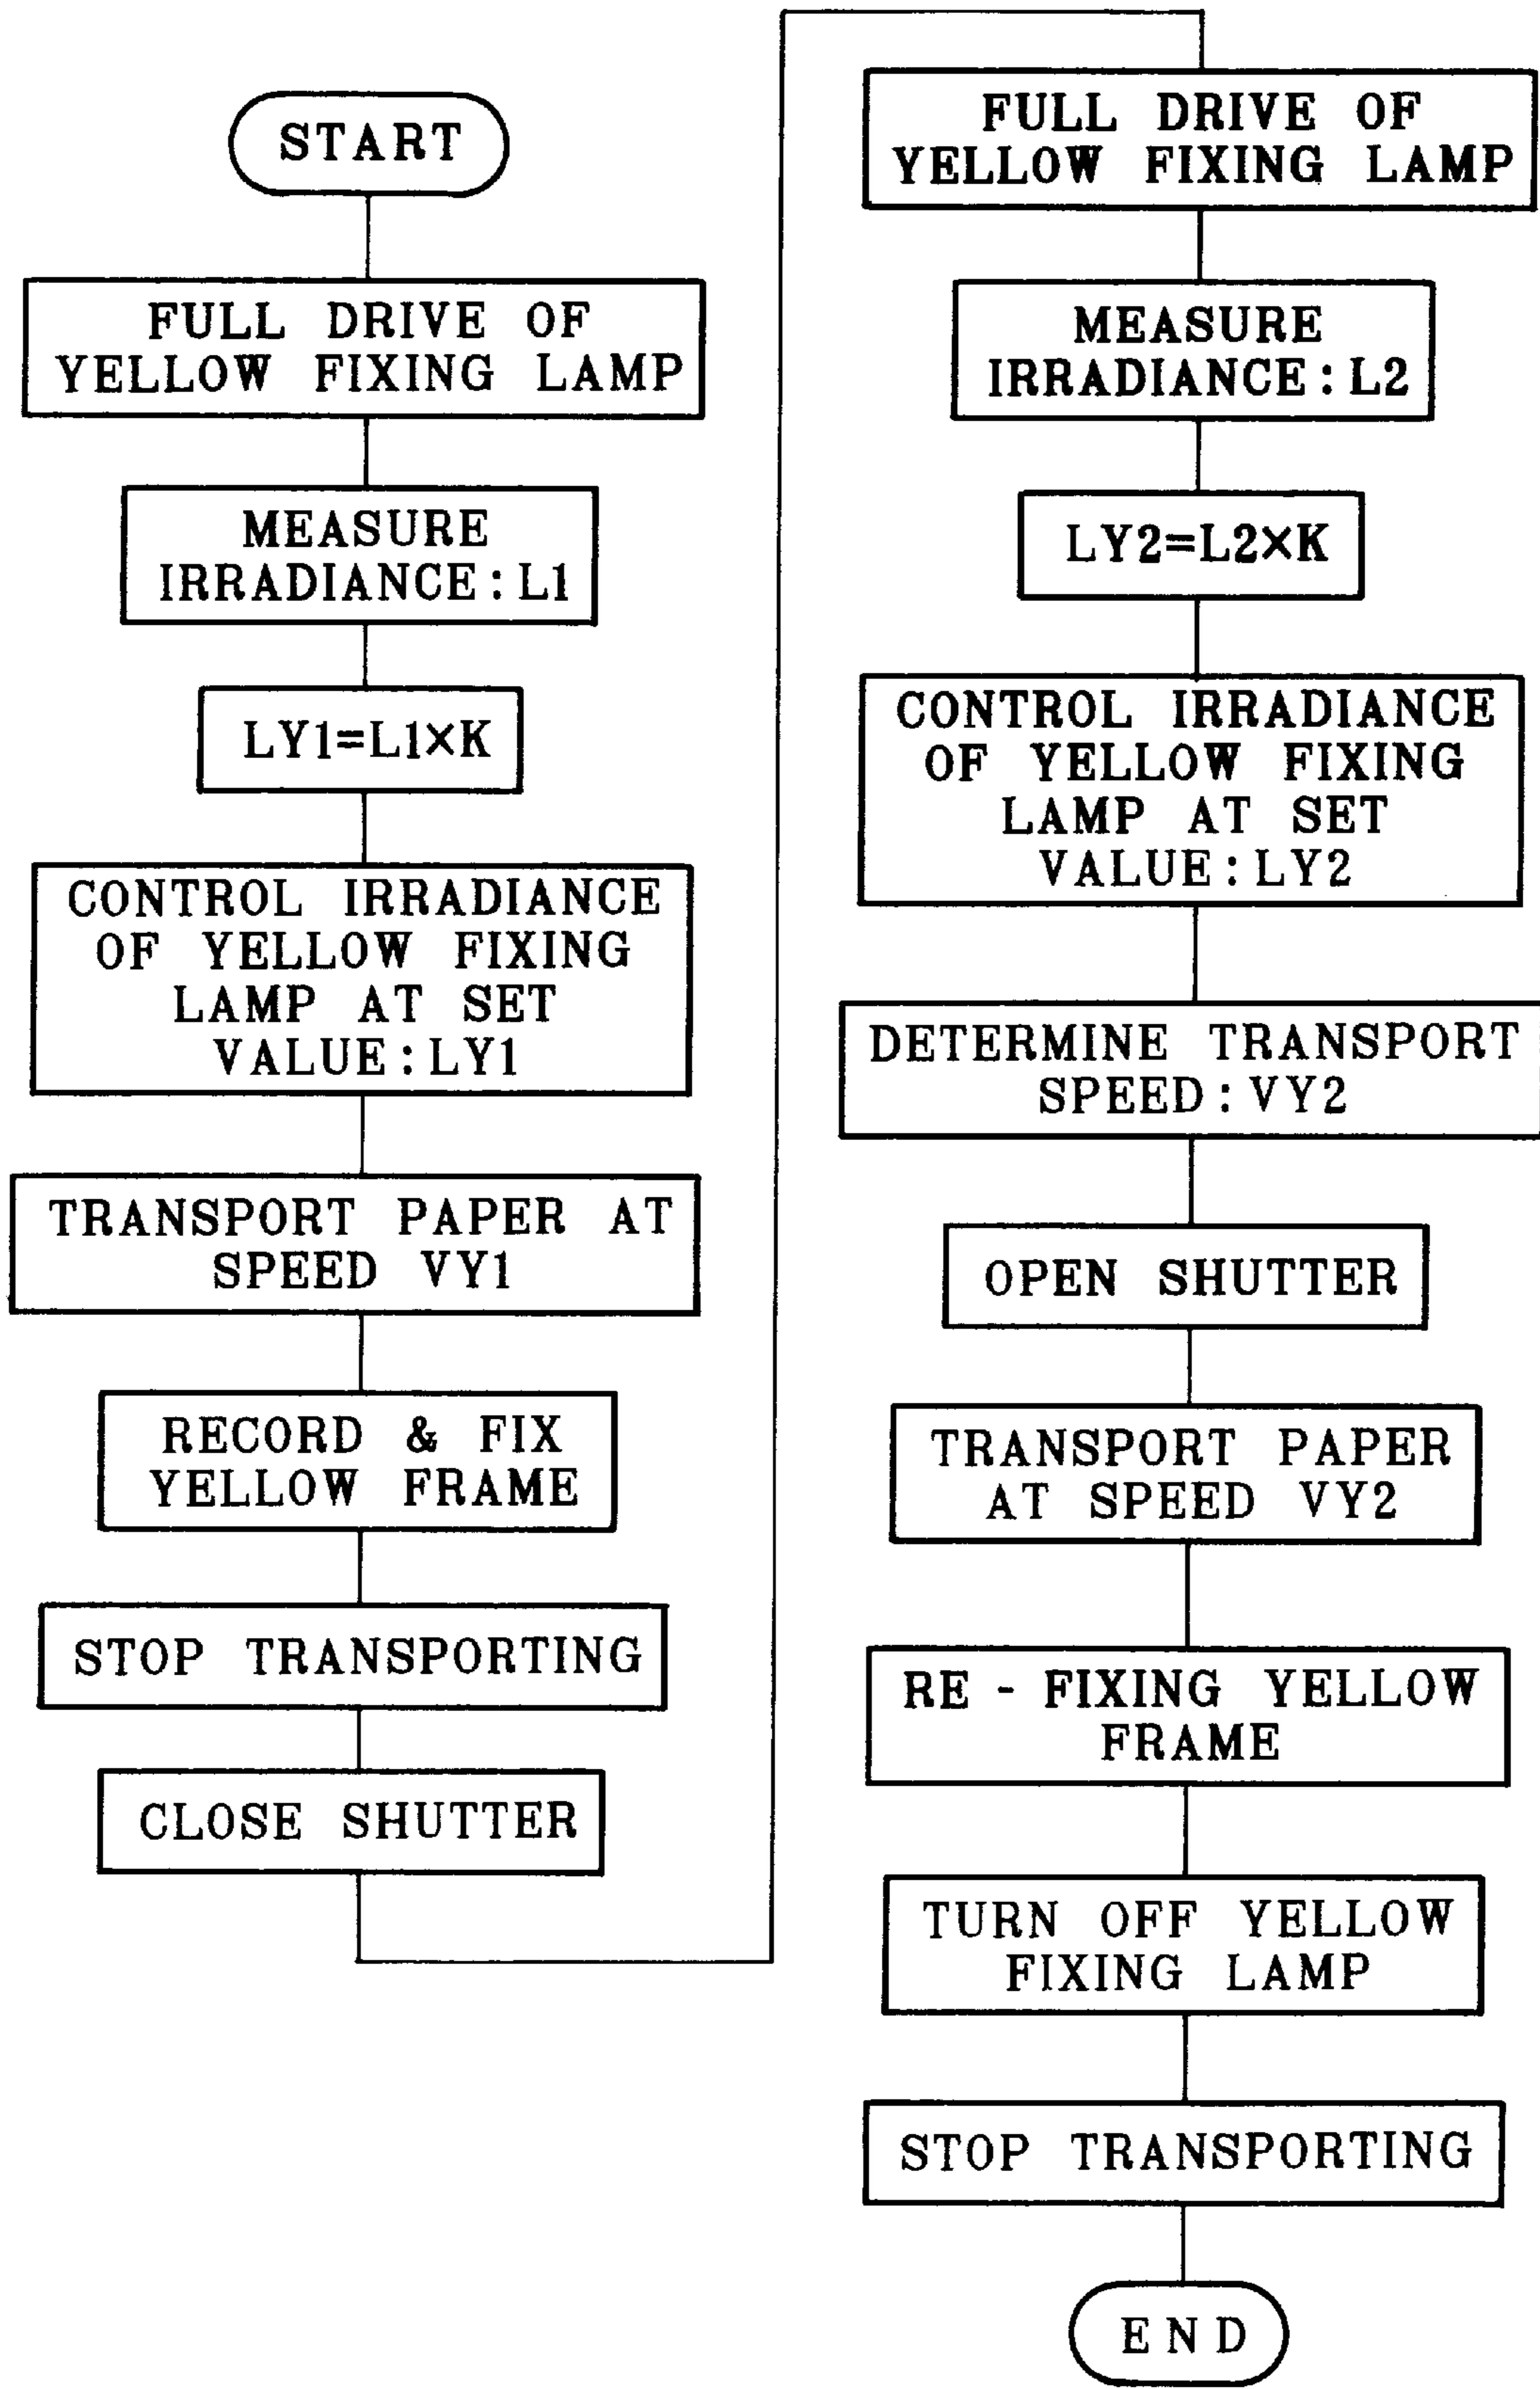 START
FULL DRIVE OF
YELLOW FIXING LAMP
MEASURE
IRRADIANCE:L1
LY1=L1×K
CONTROL IRRADIANCE
OF YELLOW FIXING
LAMP AT SET
VALUE:LY1
TRANSPORT PAPER AT
SPEED VY1
RECORD & FIX
YELLOW FRAME
STOP TRANSPORTING
CLOSE SHUTTER
FULL DRIVE OF
YELLOW FIXING LAMP
MEASURE
IRRADIANCE:L2
LY2=L2×K
CONTROL IRRADIANCE
OF YELLOW FIXING
LAMP AT SET
VALUE:LY2
DETERMINE TRANSPORT
SPEED:VY2
OPEN SHUTTER
TRANSPORT PAPER
AT SPEED VY2
RE - FIXING YELLOW
FRAME
TURN OFF YELLOW
FIXING LAMP
STOP TRANSPORTING
END